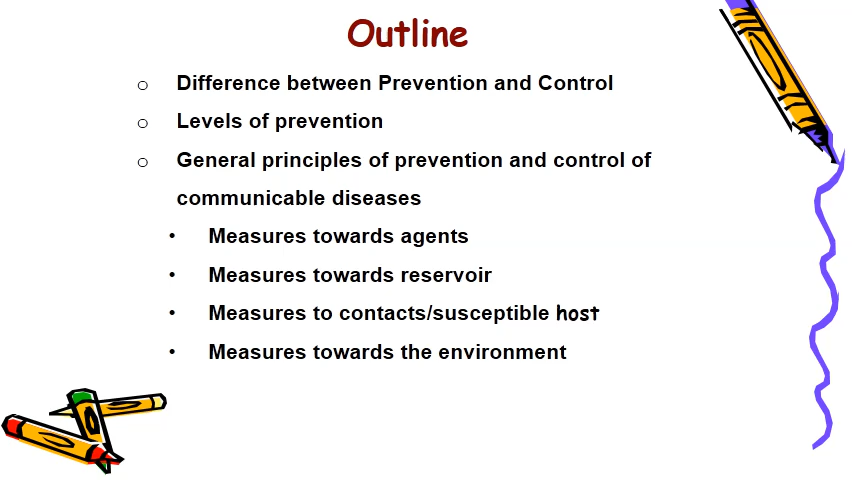 Outline
o Difference between Prevention and Control
o Levels of prevention
o General principles of prevention and control of
communicable diseases
• Measures towards agents
• Measures towards reservoir
• Measures to contacts/susceptible host
• Measures towards the environment